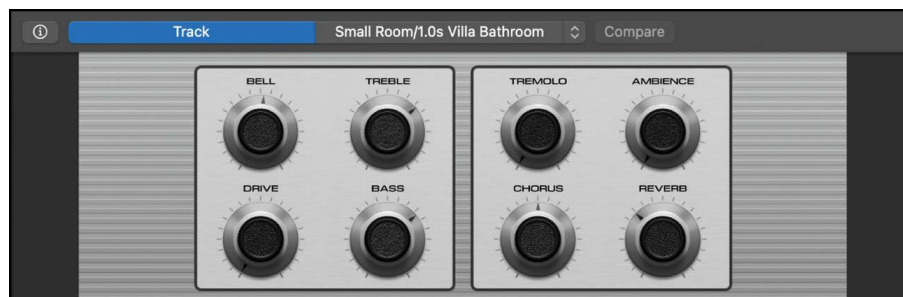 Track
Small Room/1.0s Villa Bathroom
Compare
BELL
TREBLE
TREMOLO
AMBIENCE
DRIVE
BASS
CHORUS
REVERB